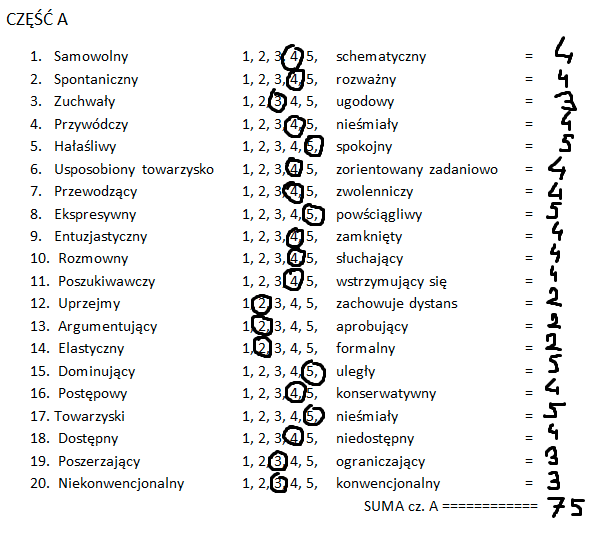 CZĘŚĆ A
1. Samowolny 1, 2, 3, 4, 5, schematyczny = 4
2. Spontaniczny 1, 2, 3, 4, 5, rozważny = 4
3. Zuchwały 1, 2, 3, 4, 5, ugodowy = 3
4. Przywódczy 1, 2, 3, 4, 5, nieśmiały = 4
5. Hałaśliwy 1, 2, 3, 4, 5, spokojny = 5
6. Usposobiony towarzysko 1, 2, 3, 4, 5, zorientowany zadaniowo = 4
7. Przewodzący 1, 2, 3, 4, 5, zwolenniczy = 4
8. Ekspresywny 1, 2, 3, 4, 5, powściągliwy = 5
9. Entuzjastyczny 1, 2, 3, 4, 5, zamknięty = 4
10. Rozmowny 1, 2, 3, 4, 5, słuchający = 4
11. Poszukiwawczy 1, 2, 3, 4, 5, wstrzymujący się = 4
12. Uprzejmy 1, 2, 3, 4, 5, zachowuje dystans = 2
13. Argumentujący 1, 2, 3, 4, 5, aprobujący = 2
14. Elastyczny 1, 2, 3, 4, 5, formalny = 2
15. Dominujący 1, 2, 3, 4, 5, uległy = 5
16. Postępowy 1, 2, 3, 4, 5, konserwatywny = 4
17. Towarzyski 1, 2, 3, 4, 5, nieśmiały = 5
18. Dostępny 1, 2, 3, 4, 5, niedostępny = 4
19. Poszerzający 1, 2, 3, 4, 5, ograniczający = 3
20. Niekonwencjonalny 1, 2, 3, 4, 5, konwencjonalny = 3
SUMA cz. A ============ 75